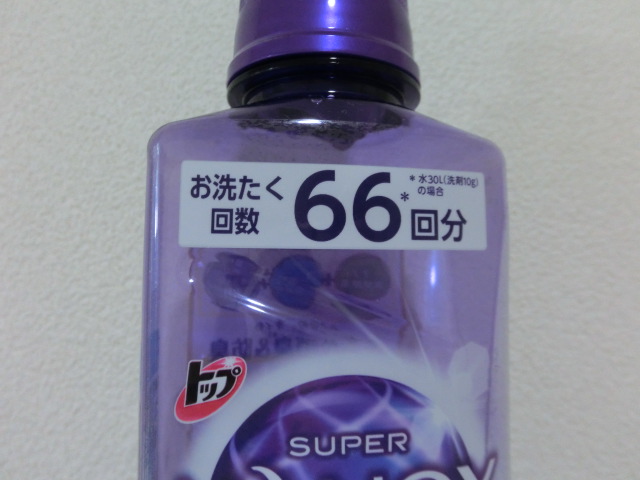 お洗たく
回数
66*
回分
*水30L(洗剤10g)
の場合
トップ
SUPER